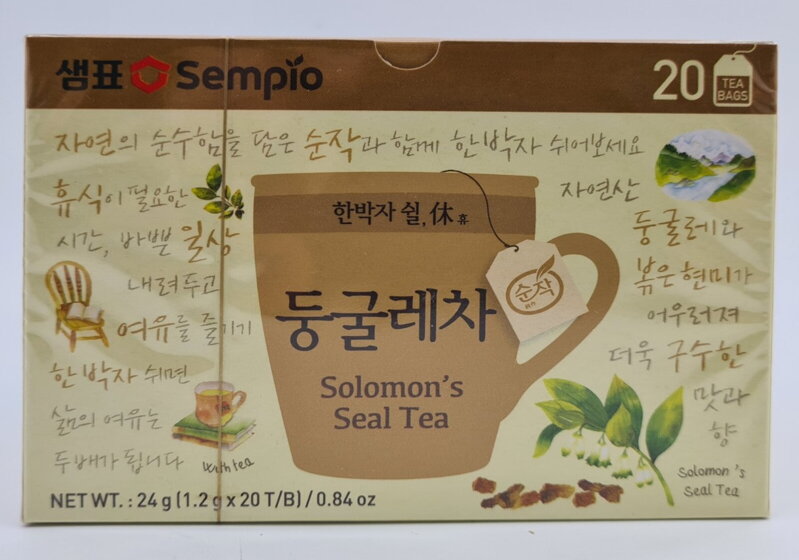 샘표 Sempio
20 TEA BAGS
자연의 순수함을 담은 순작과 함께 한박자 쉬어보세요
휴식이 필요한
시간, 바쁜 일상
내려두고
여유를 즐기기
한박자 쉬면
삶의 여유는
두배가 됩니다
with tea
한박자 쉴, 休 휴
순작
둥굴레차
Solomon's
Seal Tea
자연산
둥굴레와
볶은 현미가
어우러져
더욱 구수한
맛과
향
Solomon's
Seal Tea
NET WT. : 24 g (1.2 g x 20 T/B) / 0.84 oz